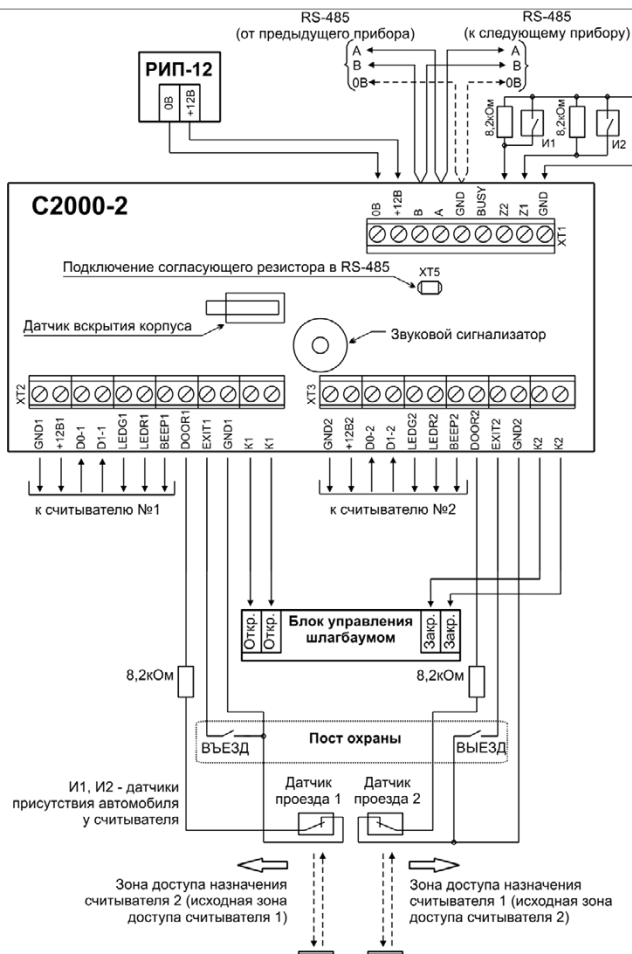 RS-485
(от предыдущего прибора)
RS-485
(к следующему прибору)
A
B
0В
A
B
0В
РИП-12
0В
+12В
8,2кОм
И1
8,2кОм
И2
С2000-2
0В
+12В
B
A
GND
BUSY
Z2
Z1
GND
XT1
Подключение согласующего резистора в RS-485
XT5
Датчик вскрытия корпуса
Звуковой сигнализатор
XT2
XT3
GND1
+12В1
D0-1
D1-1
LEDG1
LEDR1
BEEP1
DOOR1
EXIT1
GND1
К1
К1
GND2
+12В2
D0-2
D1-2
LEDG2
LEDR2
BEEP2
DOOR2
EXIT2
GND2
К2
К2
к считывателю №1
к считывателю №2
Откр.
Откр.
Блок управления
шлагбаумом
Закр.
Закр.
8,2кОм
8,2кОм
ВЪЕЗД
Пост охраны
ВЫЕЗД
И1, И2 - датчики
присутствия автомобиля
у считывателя
Датчик
проезда 1
Датчик
проезда 2
Зона доступа назначения
считывателя 2 (исходная зона
доступа считывателя 1)
Зона доступа назначения
считывателя 1 (исходная зона
доступа считывателя 2)